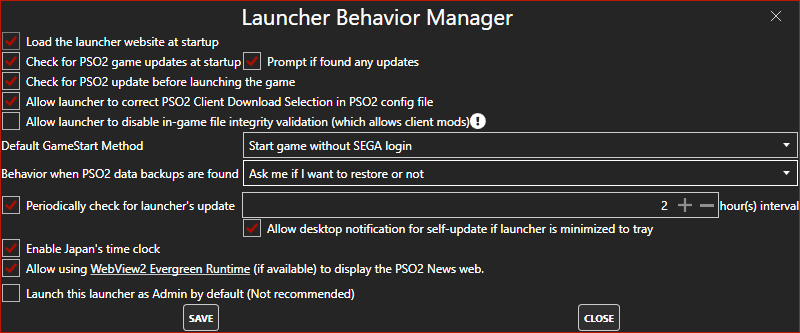 Launcher Behavior Manager
Load the launcher website at startup
Check for PSO2 game updates at startup Prompt if found any updates
Check for PSO2 update before launching the game
Allow launcher to correct PSO2 Client Download Selection in PSO2 config file
Allow launcher to disable in-game file integrity validation (which allows client mods)
Default GameStart Method Start game without SEGA login
Behavior when PSO2 data backups are found Ask me if I want to restore or not
Periodically check for launcher's update 2 hour(s) interval
Allow desktop notification for self-update if launcher is minimized to tray
Enable Japan's time clock
Allow using WebView2 Evergreen Runtime (if available) to display the PSO2 News web.
Launch this launcher as Admin by default (Not recommended)
SAVE CLOSE